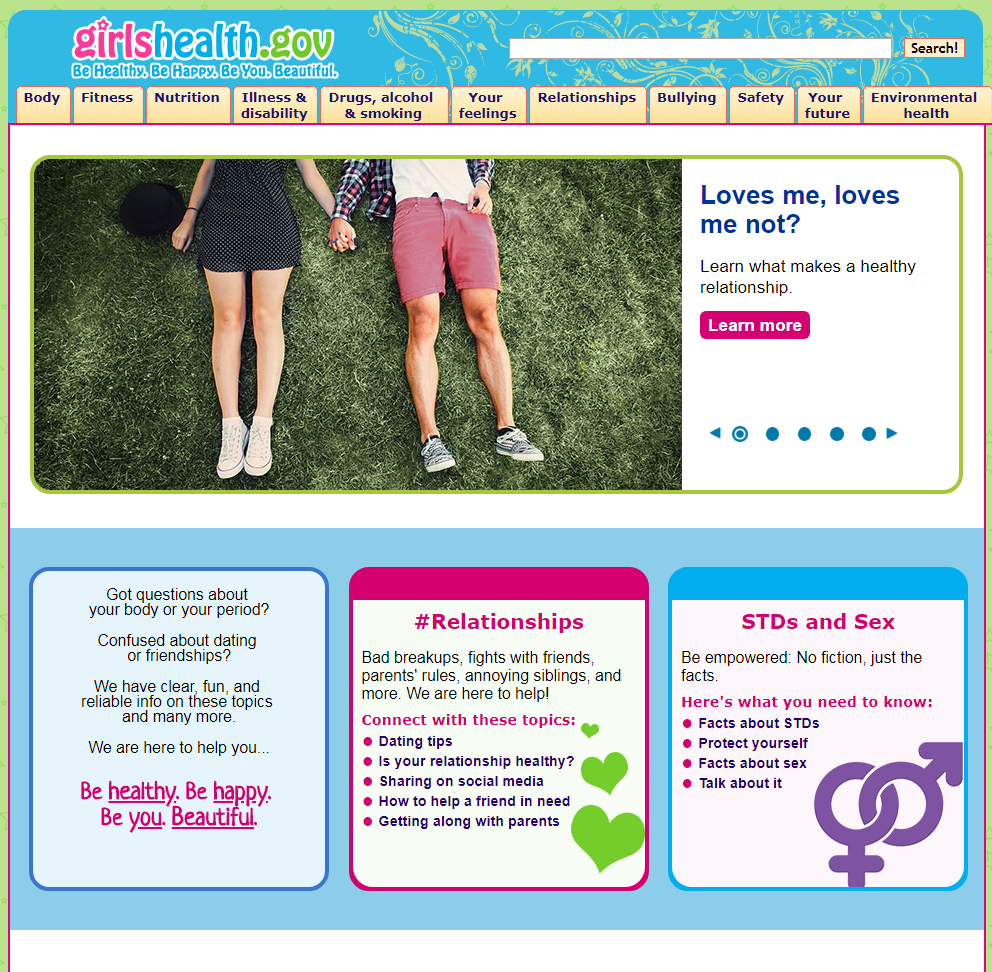 girlshealth.gov
Be Healthy. Be Happy. Be You. Beautiful.
Search!
Body
Fitness
Nutrition
Illness &
disability
Drugs, alcohol
& smoking
Your
feelings
Relationships
Bullying
Safety
Your
future
Environmental
health
Loves me, loves
me not?
Learn what makes a healthy
relationship.
Learn more
Got questions about
your body or your period?
Confused about dating
or friendships?
We have clear, fun, and
reliable info on these topics
and many more.
We are here to help you...
Be healthy. Be happy.
Be you. Beautiful.
#Relationships
Bad breakups, fights with friends,
parents' rules, annoying siblings, and
more. We are here to help!
Connect with these topics:
Dating tips
Is your relationship healthy?
Sharing on social media
How to help a friend in need
Getting along with parents
STDs and Sex
Be empowered: No fiction, just the
facts.
Here's what you need to know:
Facts about STDs
Protect yourself
Facts about sex
Talk about it